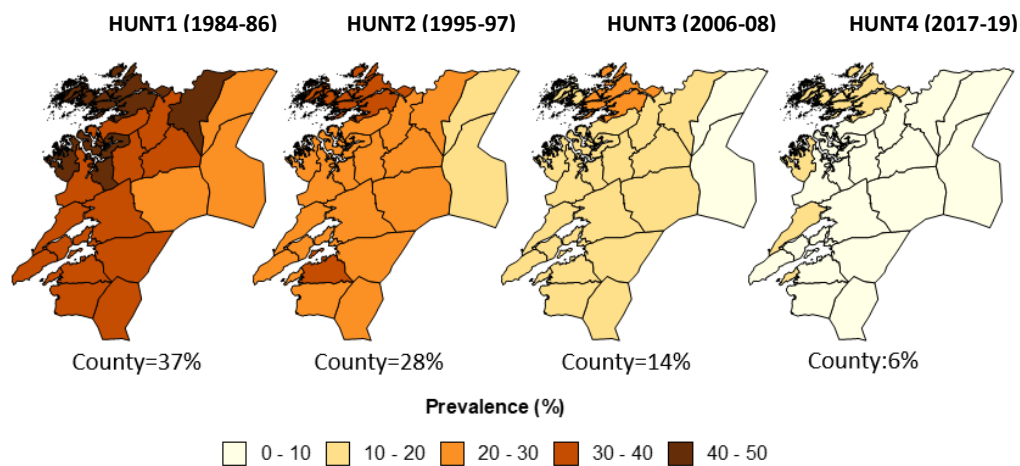 HUNT1 (1984-86) HUNT2 (1995-97) HUNT3 (2006-08) HUNT4 (2017-19)
County=37% County=28% County=14% County:6%
Prevalence (%)
0 - 10 10 - 20 20 - 30 30 - 40 40 - 50